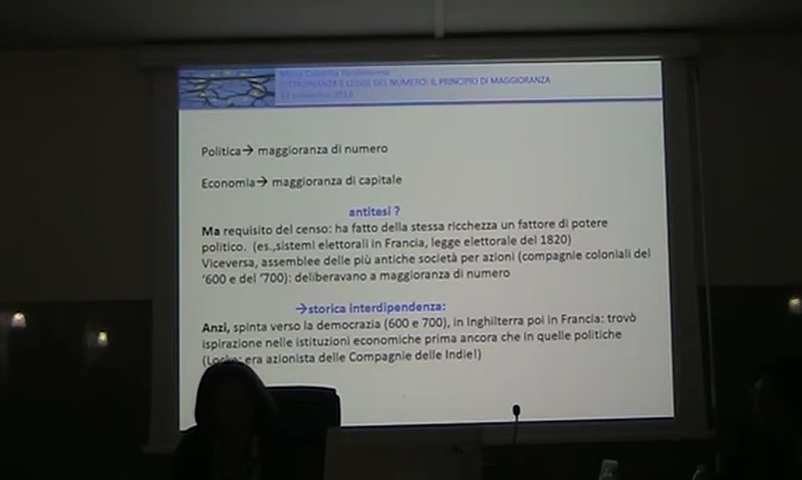 CITTADINANZA E LEGGE DEL NUMERO: IL PRINCIPIO DI MAGGIORANZA
Politica→ maggioranza di numero
Economia→ maggioranza di capitale
antitesi ?
Ma requisito del censo: ha fatto della stessa ricchezza un fattore di potere
politico. (es.,sistemi elettorali in Francia, legge elettorale del 1820)
Viceversa, assemblee delle più antiche società per azioni (compagnie coloniali del
'600 e del '700): deliberavano a maggioranza di numero
→storica interdipendenza:
Anzi, spinta verso la democrazia (600 e 700), in Inghilterra poi in Francia: trovò
ispirazione nelle istituzioni economiche prima ancora che in quelle politiche
(Locke: era azionista delle Compagnie delle Indie!)